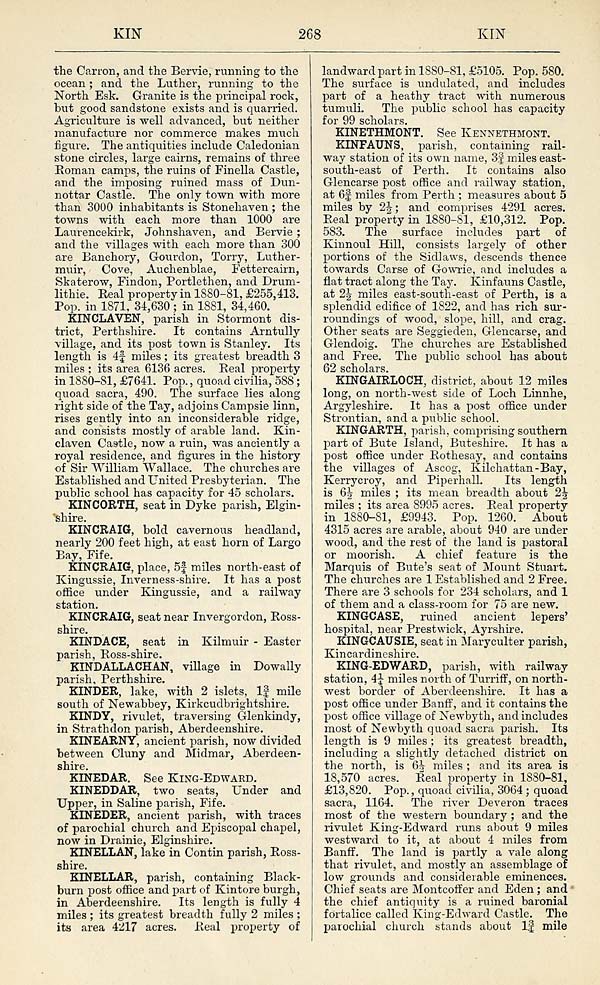 KIN 268 KIN
the Carron, and the Bervie, running to the
ocean ; and the Luther, running to the
North Esk. Granite is the principal rock,
but good sandstone exists and is quarried.
Agriculture is well advanced, but neither
manufacture nor commerce makes much
figure. The antiquities include Caledonian
stone circles, large cairns, remains of three
Roman camps, the ruins of Finella Castle,
and the imposing ruined mass of Dun-
nottar Castle. The only town with more
than 3000 inhabitants is Stonehaven ; the
towns with each more than 1000 are
Laurencekirk, Johnshaven, and Bervie ;
and the villages with each more than 300
are Banchory, Gourdon, Torry, Luther-
muir, Cove, Auchenblae, Fettercairn,
Skaterow, Findon, Portlethen, and Drum-
lithie. Real property in 1880-81, £255,413.
Pop. in 1871, 34,630 ; in 1881, 34,460.
KINCLAVEN, parish in Stormont dis-
trict, Perthshire. It contains Arntully
village, and its post town is Stanley. Its
length is 4¾ miles ; its greatest breadth 3
miles ; its area 6136 acres. Real property
in 1880-81, £7641. Pop., quoad civilia, 588 ;
quoad sacra, 490. The surface lies along
right side of the Tay, adjoins Campsie linn,
rises gently into an inconsiderable ridge,
and consists mostly of arable land. Kin-
claven Castle, now a ruin, was anciently a
royal residence, and figures in the history
of Sir William Wallace. The churches are
Established and United Presbyterian. The
public school has capacity for 45 scholars.
KINCORTH, seat in Dyke parish, Elgin-
shire.
KINCRAIG, bold cavernous headland,
nearly 200 feet high, at east horn of Largo
Bay, Fife.
KINCRAIG, place, 5¾ miles north-east of
Kingussie, Inverness-shire. It has a post
office under Kingussie, and a railway
station.
KINCRAIG, seat near Invergordon, Ross-
shire.
KINDACE, seat in Kilmuir - Easter
parish, Ross-shire.
KINDALLACHAN, village in Dowally
parish, Perthshire.
KINDER, lake, with 2 islets, 1¾ mile
south of Newabbey, Kirkcudbrightshire.
KINDY, rivulet, traversing Glenkindy,
in Strathdon parish, Aberdeenshire.
KINEARNY, ancient parish, now divided
between Cluny and Midmar, Aberdeen-
shire.
KINEDAR. See KING-EDWARD.
KINEDDAR, two seats, Under and
Upper, in Saline parish, Fife.
KINEDER, ancient parish, with traces
of parochial church and Episcopal chapel,
now in Drainie, Elginshire.
KINELLAN, lake in Contin parish, Ross-
shire.
KINELLAR, parish, containing Black-
burn post office and part of Kintore burgh,
in Aberdeenshire. Its length is fully 4
miles ; its greatest breadth fully 2 miles ;
its area 4217 acres. Real property of
landward part in 1880-81, £5105. Pop. 580.
The surface is undulated, and includes
part of a heathy tract with numerous
tumuli. The public school has capacity
for 99 scholars.
KINETHMONT. See KENNETHMONT.
KINFAUNS, parish, containing rail-
way station of its own name, 3¾ miles east-
south-east of Perth. It contains also
Glencarse post office and railway station,
at 6¾ miles from Perth ; measures about 5
miles by 2½ ; and comprises 4291 acres.
Real property in 1880-81, £10,312. Pop.
583. The surface includes part of
Kinnoul Hill, consists largely of other
portions of the Sidlaws, descends thence
towards Carse of Gowrie, and includes a
flat tract along the Tay. Kinfauns Castle,
at 2½ miles east-south-east of Perth, is a
splendid edifice of 1822, and has rich sur-
roundings of wood, slope, hill, and crag.
Other seats are Seggieden, Glencarse, and
Glendoig. The churches are Established
and Free. The public school has about
62 scholars.
KINGAIRLOCH, district, about 12 miles
long, on north-west side of Loch Linnhe,
Argyleshire. It has a post office under
Strontian, and a public school.
KINGARTH, parish, comprising southern
part of Bute Island, Buteshire. It has a
post office under Rothesay, and contains
the villages of Ascog, Kilchattan-Bay,
Kerrycroy, and Piperhall. Its length
is 6½ miles ; its mean breadth about 2½
miles ; its area 8995 acres. Real property
in 1880-81, £9943. Pop. 1260. About
4315 acres are arable, about 940 are under
wood, and the rest of the land is pastoral
or moorish. A chief feature is the
Marquis of Bute's seat of Mount Stuart.
The churches are 1 Established and 2 Free.
There are 3 schools for 234 scholars, and 1
of them and a class-room for 75 are new.
KINGCASE, ruined ancient lepers'
hospital, near Prestwick, Ayrshire.
KINGCAUSIE, seat in Maryculter parish,
Kincardineshire.
KING-EDWARD, parish, with railway
station, 4¼ miles north of Turriff, on north-
west border of Aberdeenshire. It has a
post office under Banff, and it contains the
post office village of Newbyth, and includes
most of Newbyth quoad sacra parish. Its
length is 9 miles ; its greatest breadth,
including a slightly detached district on
the north, is 6½ miles ; and its area is
18,570 acres. Real property in 1880-81,
£13,820. Pop., quoad civilia, 3064 ; quoad
sacra, 1164. The river Deveron traces
most of the western boundary ; and the
rivulet King-Edward runs about 9 miles
westward to it, at about 4 miles from
Banff. The land is partly a vale along
that rivulet, and mostly an assemblage of
low grounds and considerable eminences.
Chief seats are Montcoffer and Eden ; and
the chief antiquity is a ruined baronial
fortalice called King-Edward Castle. The
parochial church stands about 1¾ mile